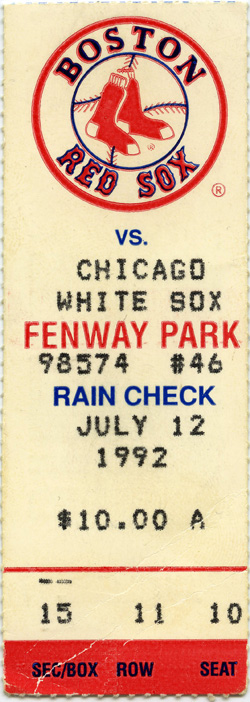 BOSTON
RED SOX
®
VS.
CHICAGO
WHITE SOX
FENWAY PARK
98574 #46
RAIN CHECK
JULY 12
1992
$10.00 A
15 11 10
SEC/BOX ROW SEAT